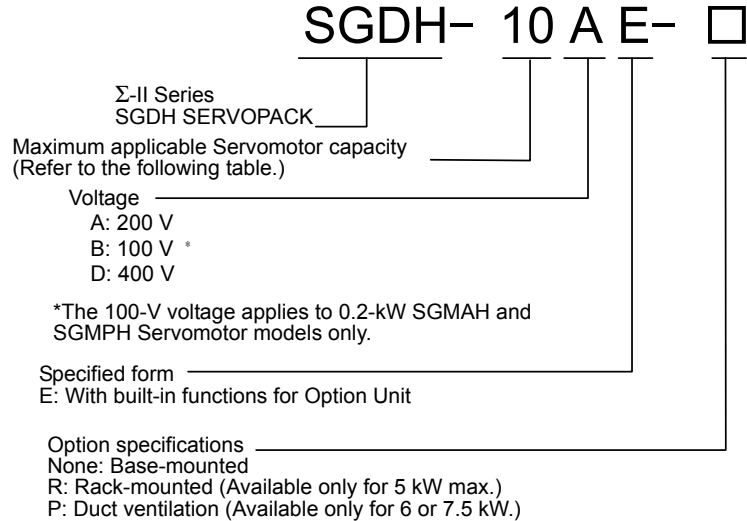 SGDH- 10 A E- □
Σ-II Series
SGDH SERVOPACK
Maximum applicable Servomotor capacity
(Refer to the following table.)
Voltage
A: 200 V
B: 100 V *
D: 400 V
*The 100-V voltage applies to 0.2-kW SGMAH and
SGMPH Servomotor models only.
Specified form
E: With built-in functions for Option Unit
Option specifications
None: Base-mounted
R: Rack-mounted (Available only for 5 kW max.)
P: Duct ventilation (Available only for 6 or 7.5 kW.)